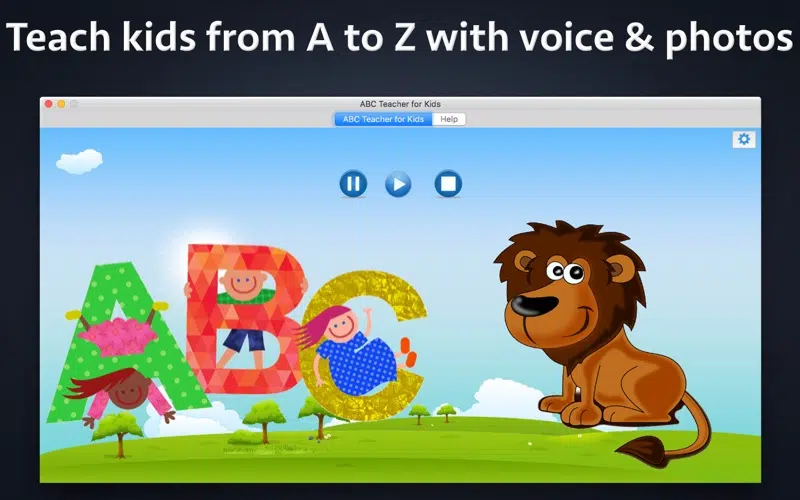 Teach kids from A to Z with voice & photos
ABC Teacher for Kids
ABC Teacher for Kids Help
ABC